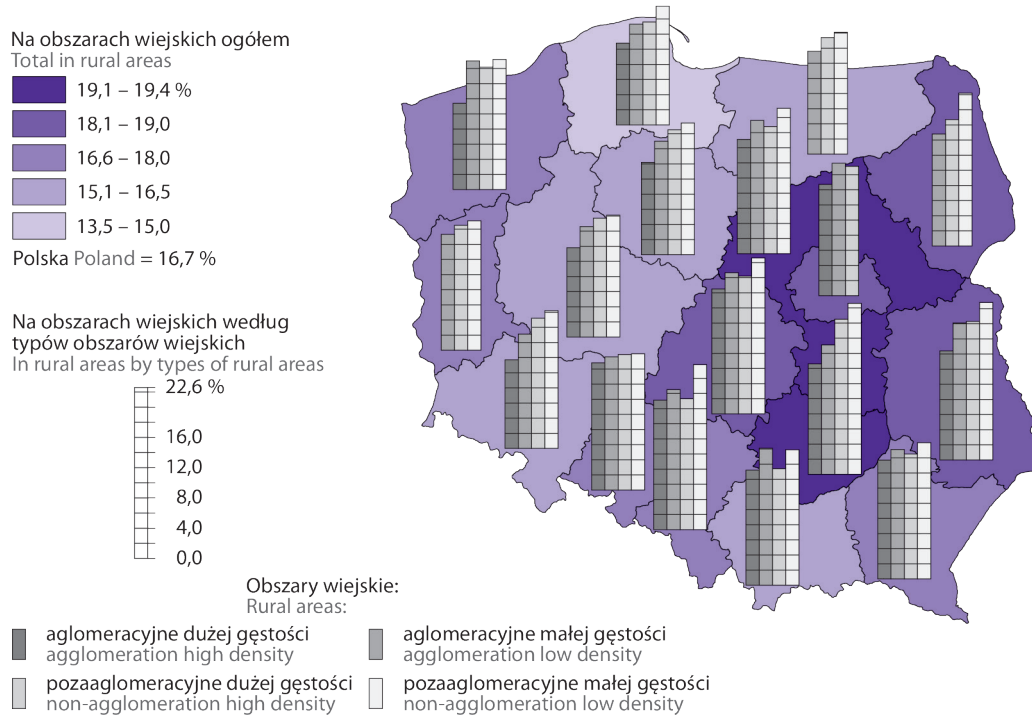 Na obszarach wiejskich ogółem
Total in rural areas
19,1 – 19,4 %
18,1 – 19,0
16,6 – 18,0
15,1 – 16,5
13,5 – 15,0
Polska Poland = 16,7 %
Na obszarach wiejskich według
typów obszarów wiejskich
In rural areas by types of rural areas
22,6 %
16,0
12,0
8,0
4,0
0,0
Obszary wiejskie:
Rural areas:
aglomeracyjne dużej gęstości
agglomeration high density
aglomeracyjne małej gęstości
agglomeration low density
pozaaglomeracyjne dużej gęstości
non-agglomeration high density
pozaaglomeracyjne małej gęstości
non-agglomeration low density